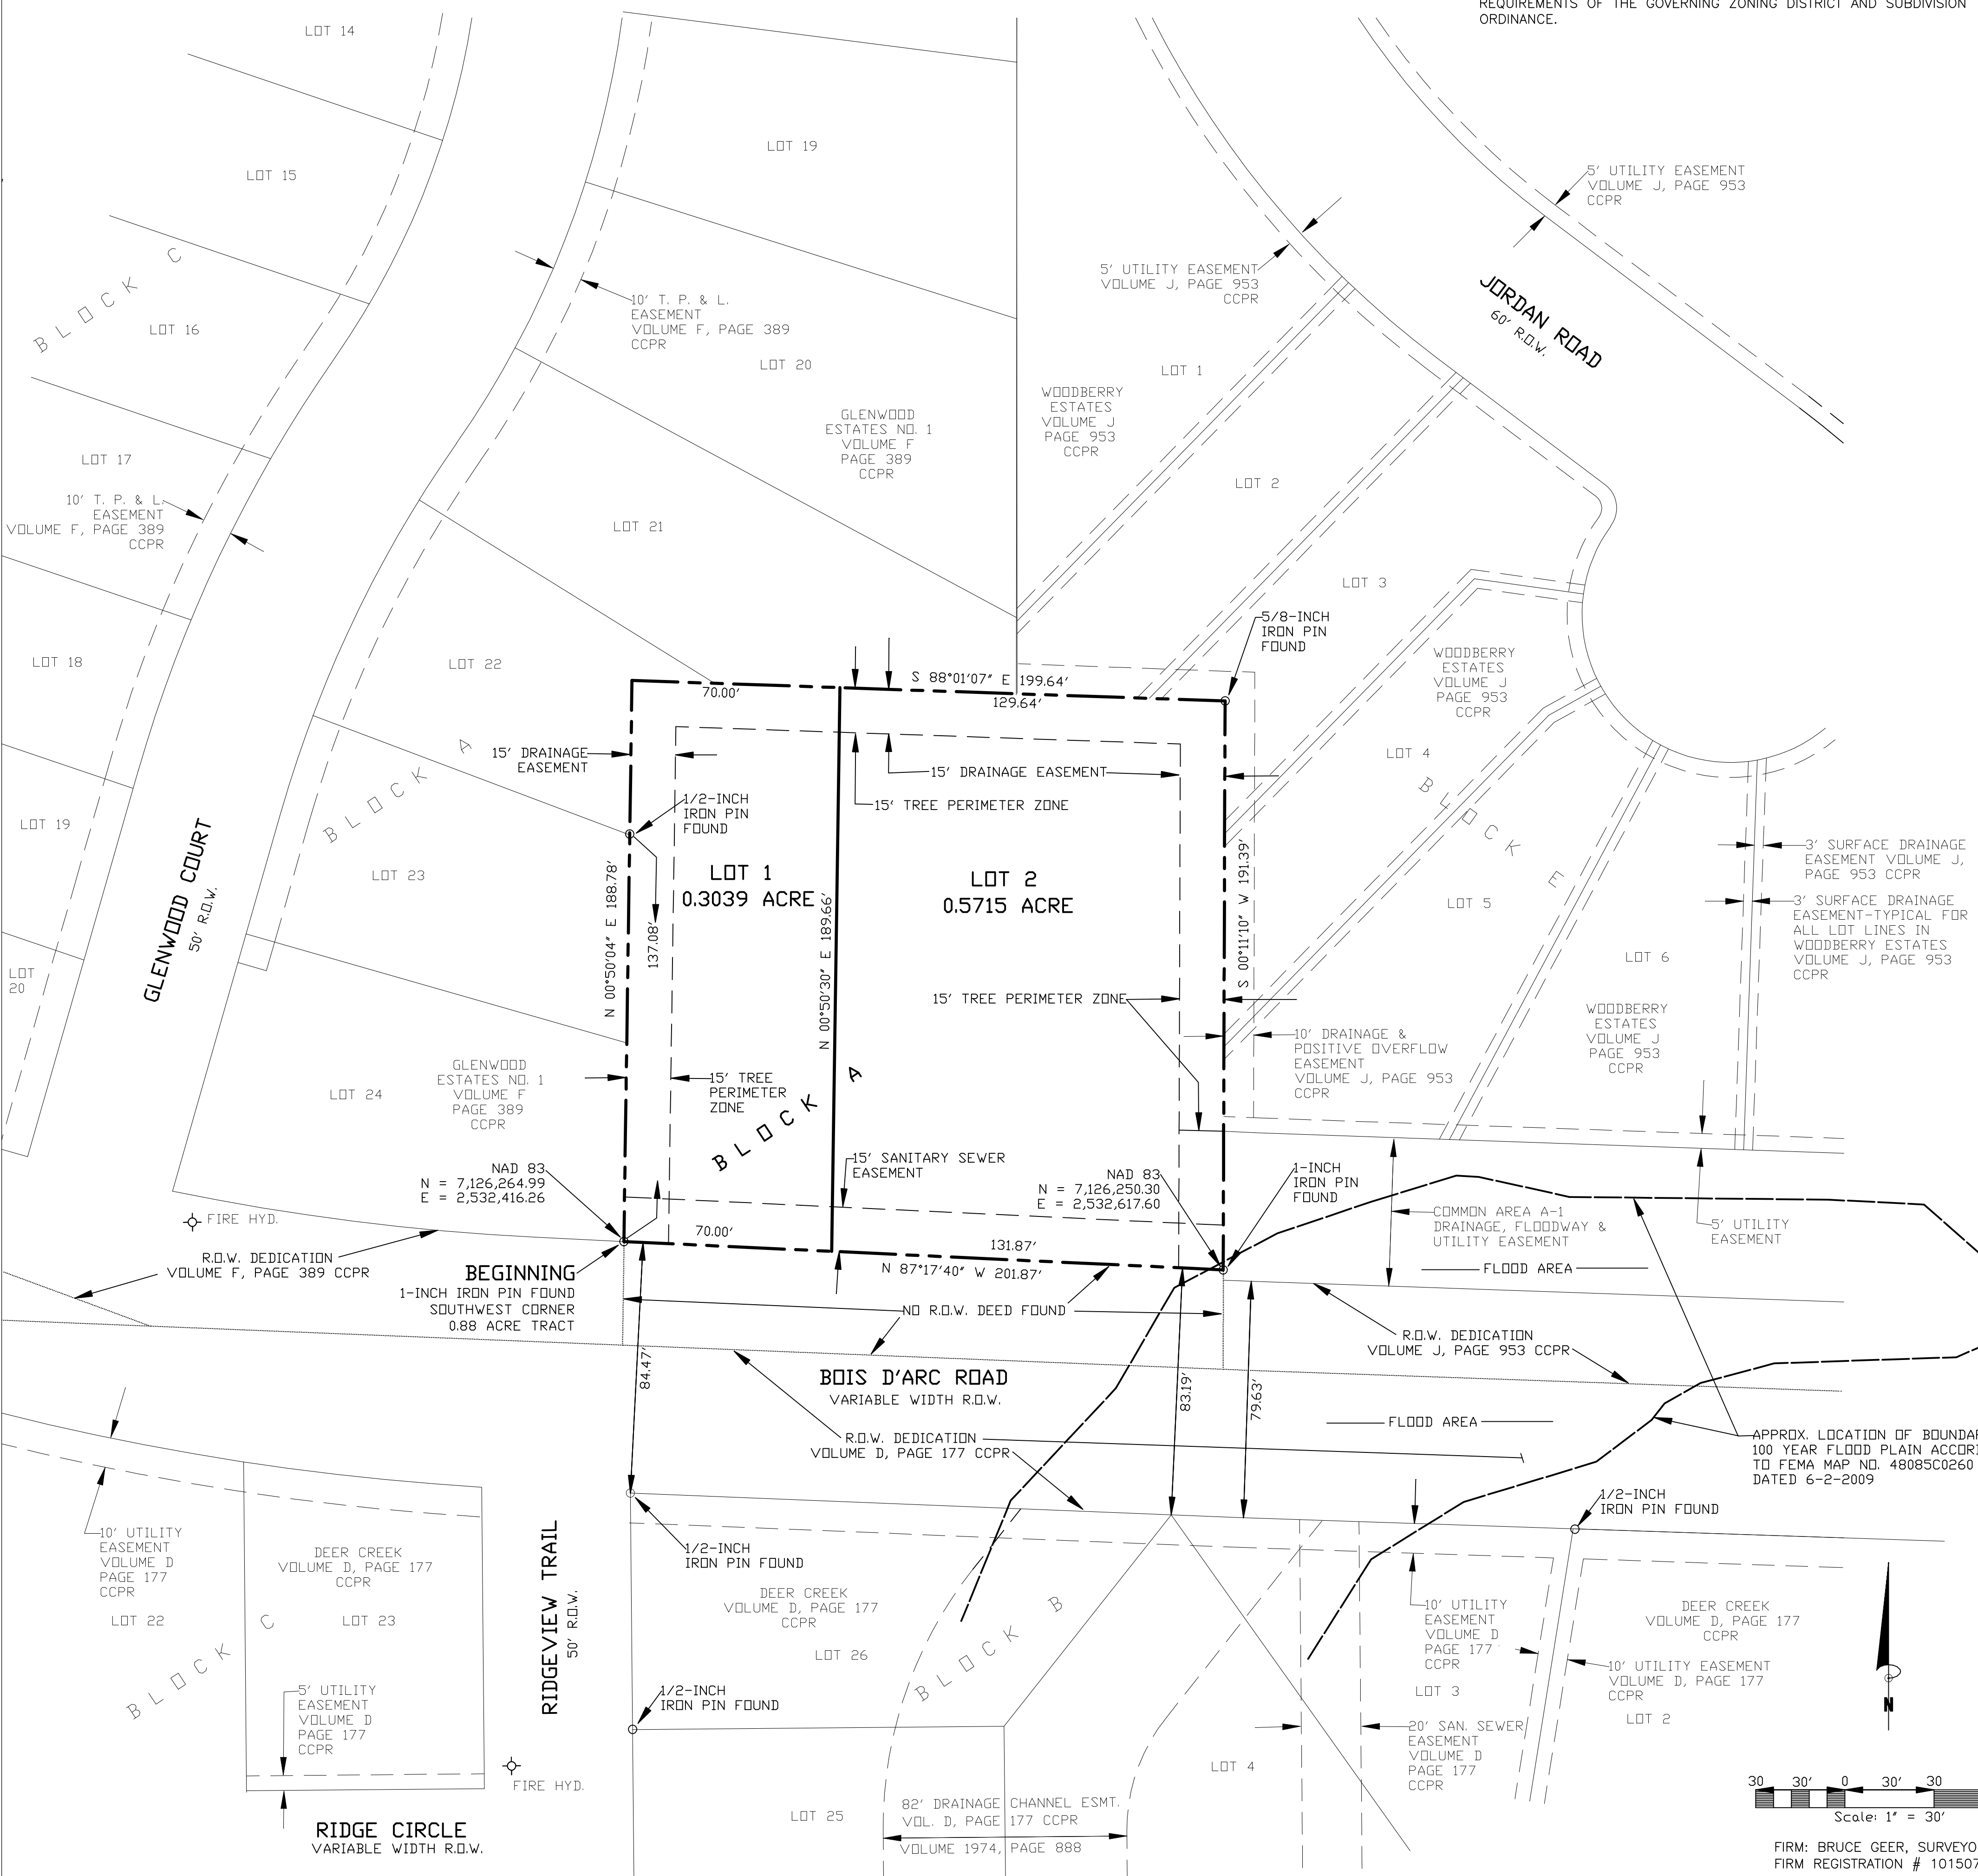 REQUIREMENTS OF THE GOVERNING ZONING DISTRICT AND SUBDIVISION
ORDINANCE.
LOT 14
LOT 15
LOT 19
5' UTILITY EASEMENT
VOLUME J, PAGE 953
CCPR
BLOCK C
LOT 16
10' T. P. & L.
EASEMENT
VOLUME F, PAGE 389
CCPR
LOT 20
5' UTILITY EASEMENT
VOLUME J, PAGE 953
CCPR
JORDAN ROAD
60' R.O.W.
LOT 1
WOODBERRY
ESTATES
VOLUME J
PAGE 953
CCPR
GLENWOOD
ESTATES NO. 1
VOLUME F
PAGE 389
CCPR
LOT 17
10' T. P. & L.
EASEMENT
VOLUME F, PAGE 389
CCPR
LOT 21
LOT 2
LOT 3
5/8-INCH
IRON PIN
FOUND
LOT 18
LOT 22
WOODBERRY
ESTATES
VOLUME J
PAGE 953
CCPR
S 88°01'07" E 199.64'
70.00'
129.64'
15' DRAINAGE
EASEMENT
BLOCK A
15' DRAINAGE EASEMENT
15' TREE PERIMETER ZONE
1/2-INCH
IRON PIN
FOUND
LOT 4
BLOCK E
LOT 19
GLENWOOD COURT
50' R.O.W.
LOT 23
N 00°50'04" E 188.78'
137.08'
LOT 1
0.3039 ACRE
N 00°50'30" E 189.66'
LOT 2
0.5715 ACRE
S 00°11'10" W 191.39'
3' SURFACE DRAINAGE
EASEMENT VOLUME J,
PAGE 953 CCPR
3' SURFACE DRAINAGE
EASEMENT-TYPICAL FOR
ALL LOT LINES IN
WOODBERRY ESTATES
VOLUME J, PAGE 953
CCPR
LOT 5
LOT 6
LOT
20
15' TREE PERIMETER ZONE
10' DRAINAGE &
POSITIVE OVERFLOW
EASEMENT
VOLUME J, PAGE 953
CCPR
WOODBERRY
ESTATES
VOLUME J
PAGE 953
CCPR
GLENWOOD
ESTATES NO. 1
VOLUME F
PAGE 389
CCPR
LOT 24
15' TREE
PERIMETER
ZONE
BLOCK A
15' SANITARY SEWER
EASEMENT
NAD 83
N = 7,126,264.99
E = 2,532,416.26
NAD 83
N = 7,126,250.30
E = 2,532,617.60
1-INCH
IRON PIN
FOUND
COMMON AREA A-1
DRAINAGE, FLOODWAY &
UTILITY EASEMENT
5' UTILITY
EASEMENT
FIRE HYD.
R.O.W. DEDICATION
VOLUME F, PAGE 389 CCPR
70.00'
131.87'
N 87°17'40" W 201.87'
FLOOD AREA
BEGINNING
1-INCH IRON PIN FOUND
SOUTHWEST CORNER
0.88 ACRE TRACT
NO R.O.W. DEED FOUND
R.O.W. DEDICATION
VOLUME J, PAGE 953 CCPR
84.47'
BOIS D'ARC ROAD
VARIABLE WIDTH R.O.W.
83.19'
79.63'
FLOOD AREA
R.O.W. DEDICATION
VOLUME D, PAGE 177 CCPR
APPROX. LOCATION OF BOUNDAR
100 YEAR FLOOD PLAIN ACCORI
TO FEMA MAP NO. 48085C0260
DATED 6-2-2009
1/2-INCH
IRON PIN FOUND
10' UTILITY
EASEMENT
VOLUME D
PAGE 177
CCPR
DEER CREEK
VOLUME D, PAGE 177
CCPR
RIDGEVIEW TRAIL
50' R.O.W.
1/2-INCH
IRON PIN FOUND
DEER CREEK
VOLUME D, PAGE 177
CCPR
LOT 22
BLOCK C
LOT 23
LOT 26
BLOCK B
10' UTILITY
EASEMENT
VOLUME D
PAGE 177
CCPR
DEER CREEK
VOLUME D, PAGE 177
CCPR
10' UTILITY EASEMENT
VOLUME D, PAGE 177
CCPR
LOT 3
LOT 2
5' UTILITY
EASEMENT
VOLUME D
PAGE 177
CCPR
1/2-INCH
IRON PIN FOUND
20' SAN. SEWER
EASEMENT
VOLUME D
PAGE 177
CCPR
N
LOT 4
FIRE HYD.
RIDGE CIRCLE
VARIABLE WIDTH R.O.W.
LOT 25
82' DRAINAGE CHANNEL ESMT.
VOL. D, PAGE 177 CCPR
VOLUME 1974, PAGE 888
30 30' 0 30' 30
Scale: 1" = 30'
FIRM: BRUCE GEER, SURVEYO
FIRM REGISTRATION # 101507